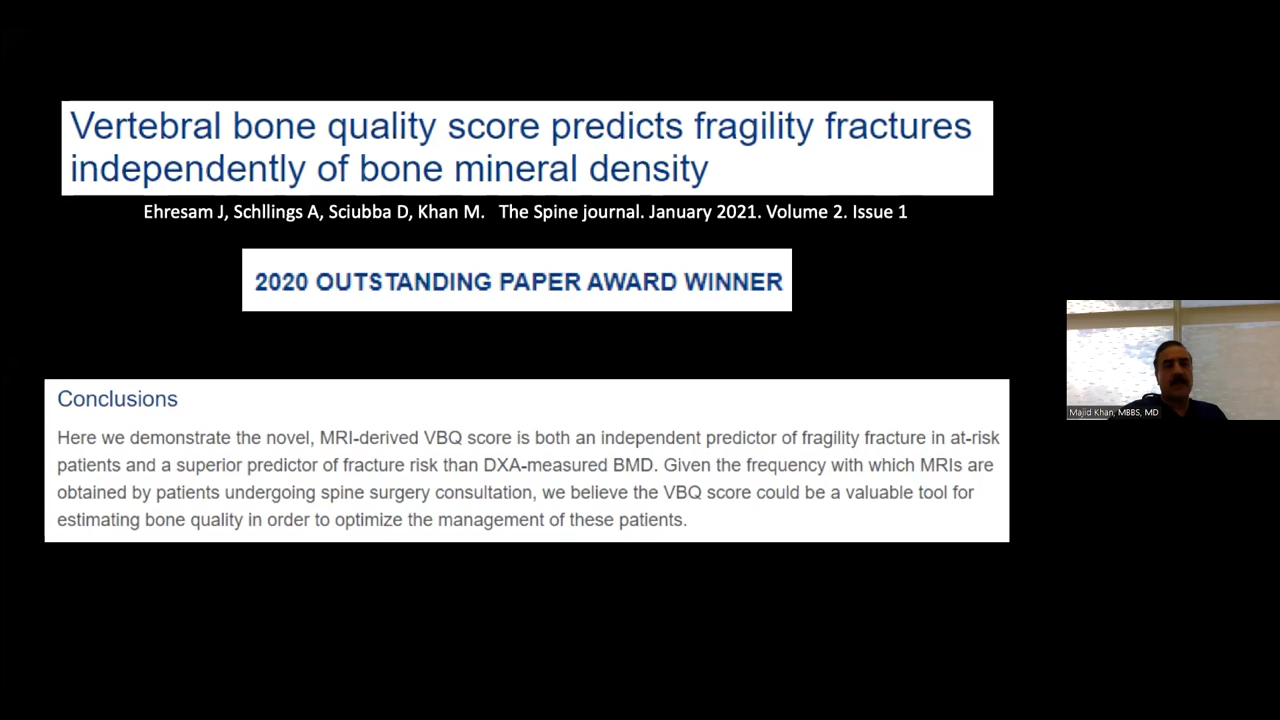 Vertebral bone quality score predicts fragility fractures
independently of bone mineral density
Ehresam J, Schllings A, Sciubba D, Khan M. The Spine journal. January 2021. Volume 2. Issue 1
2020 OUTSTANDING PAPER AWARD WINNER
Conclusions
Here we demonstrate the novel, MRI-derived VBQ score is both an independent predictor of fragility fracture in at-risk
patients and a superior predictor of fracture risk than DXA-measured BMD. Given the frequency with which MRIs are
obtained by patients undergoing spine surgery consultation, we believe the VBQ score could be a valuable tool for
estimating bone quality in order to optimize the management of these patients.
Majid Khan, MBBS, MD